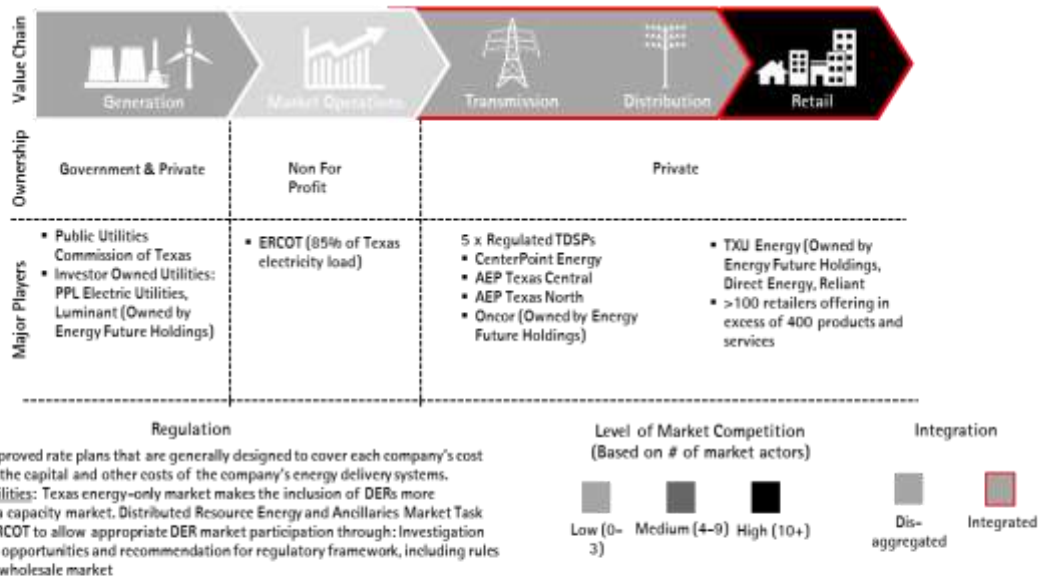 Value Chain
Generation
Market Operations
Transmission
Distribution
Retail
Ownership
Government & Private
Non For
Profit
Private
Major Players
▪ Public Utilities
Commission of Texas
▪ Investor Owned Utilities:
PPL Electric Utilities,
Luminant (Owned by
Energy Future Holdings)
▪ ERCOT (85% of Texas
electricity load)
5 x Regulated TDSPs
▪ CenterPoint Energy
▪ AEP Texas Central
▪ AEP Texas North
▪ Oncor (Owned by Energy
Future Holdings)
▪ TXU Energy (Owned by
Energy Future Holdings,
Direct Energy, Reliant
▪ >100 retailers offering in
excess of 400 products and
services
Regulation
proved rate plans that are generally designed to cover each company's cost
the capital and other costs of the company's energy delivery systems.
ilities: Texas energy-only market makes the inclusion of DERs more
a capacity market. Distributed Resource Energy and Ancillaries Market Task
RCOT to allow appropriate DER market participation through: Investigation
opportunities and recommendation for regulatory framework, including rules
wholesale market
Level of Market Competition
(Based on # of market actors)
Low (0-
3)
Medium (4-9)
High (10+)
Integration
Dis-
aggregated
Integrated